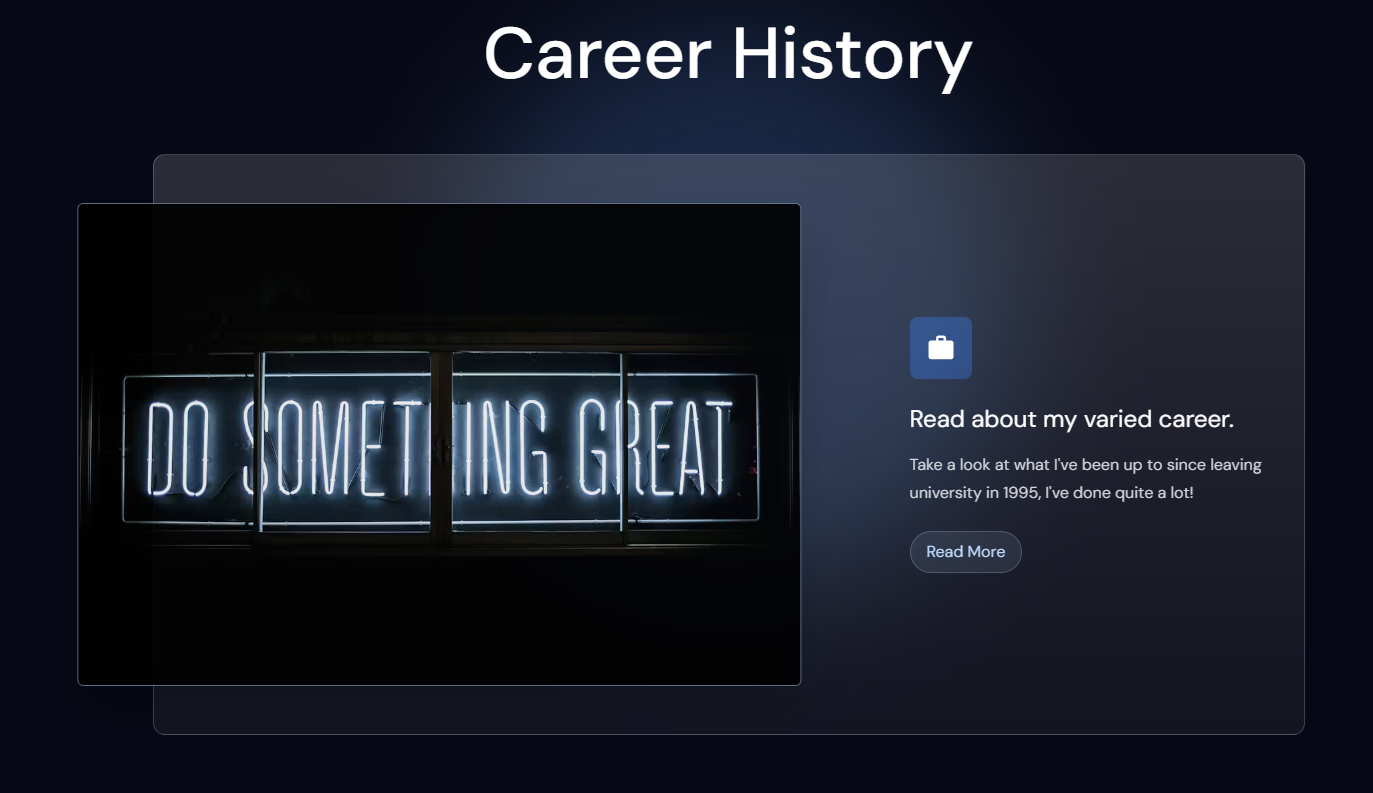 Career History
DO SOMETHING GREAT
Read about my varied career.
Take a look at what I've been up to since leaving
university in 1995, I've done quite a lot!
Read More